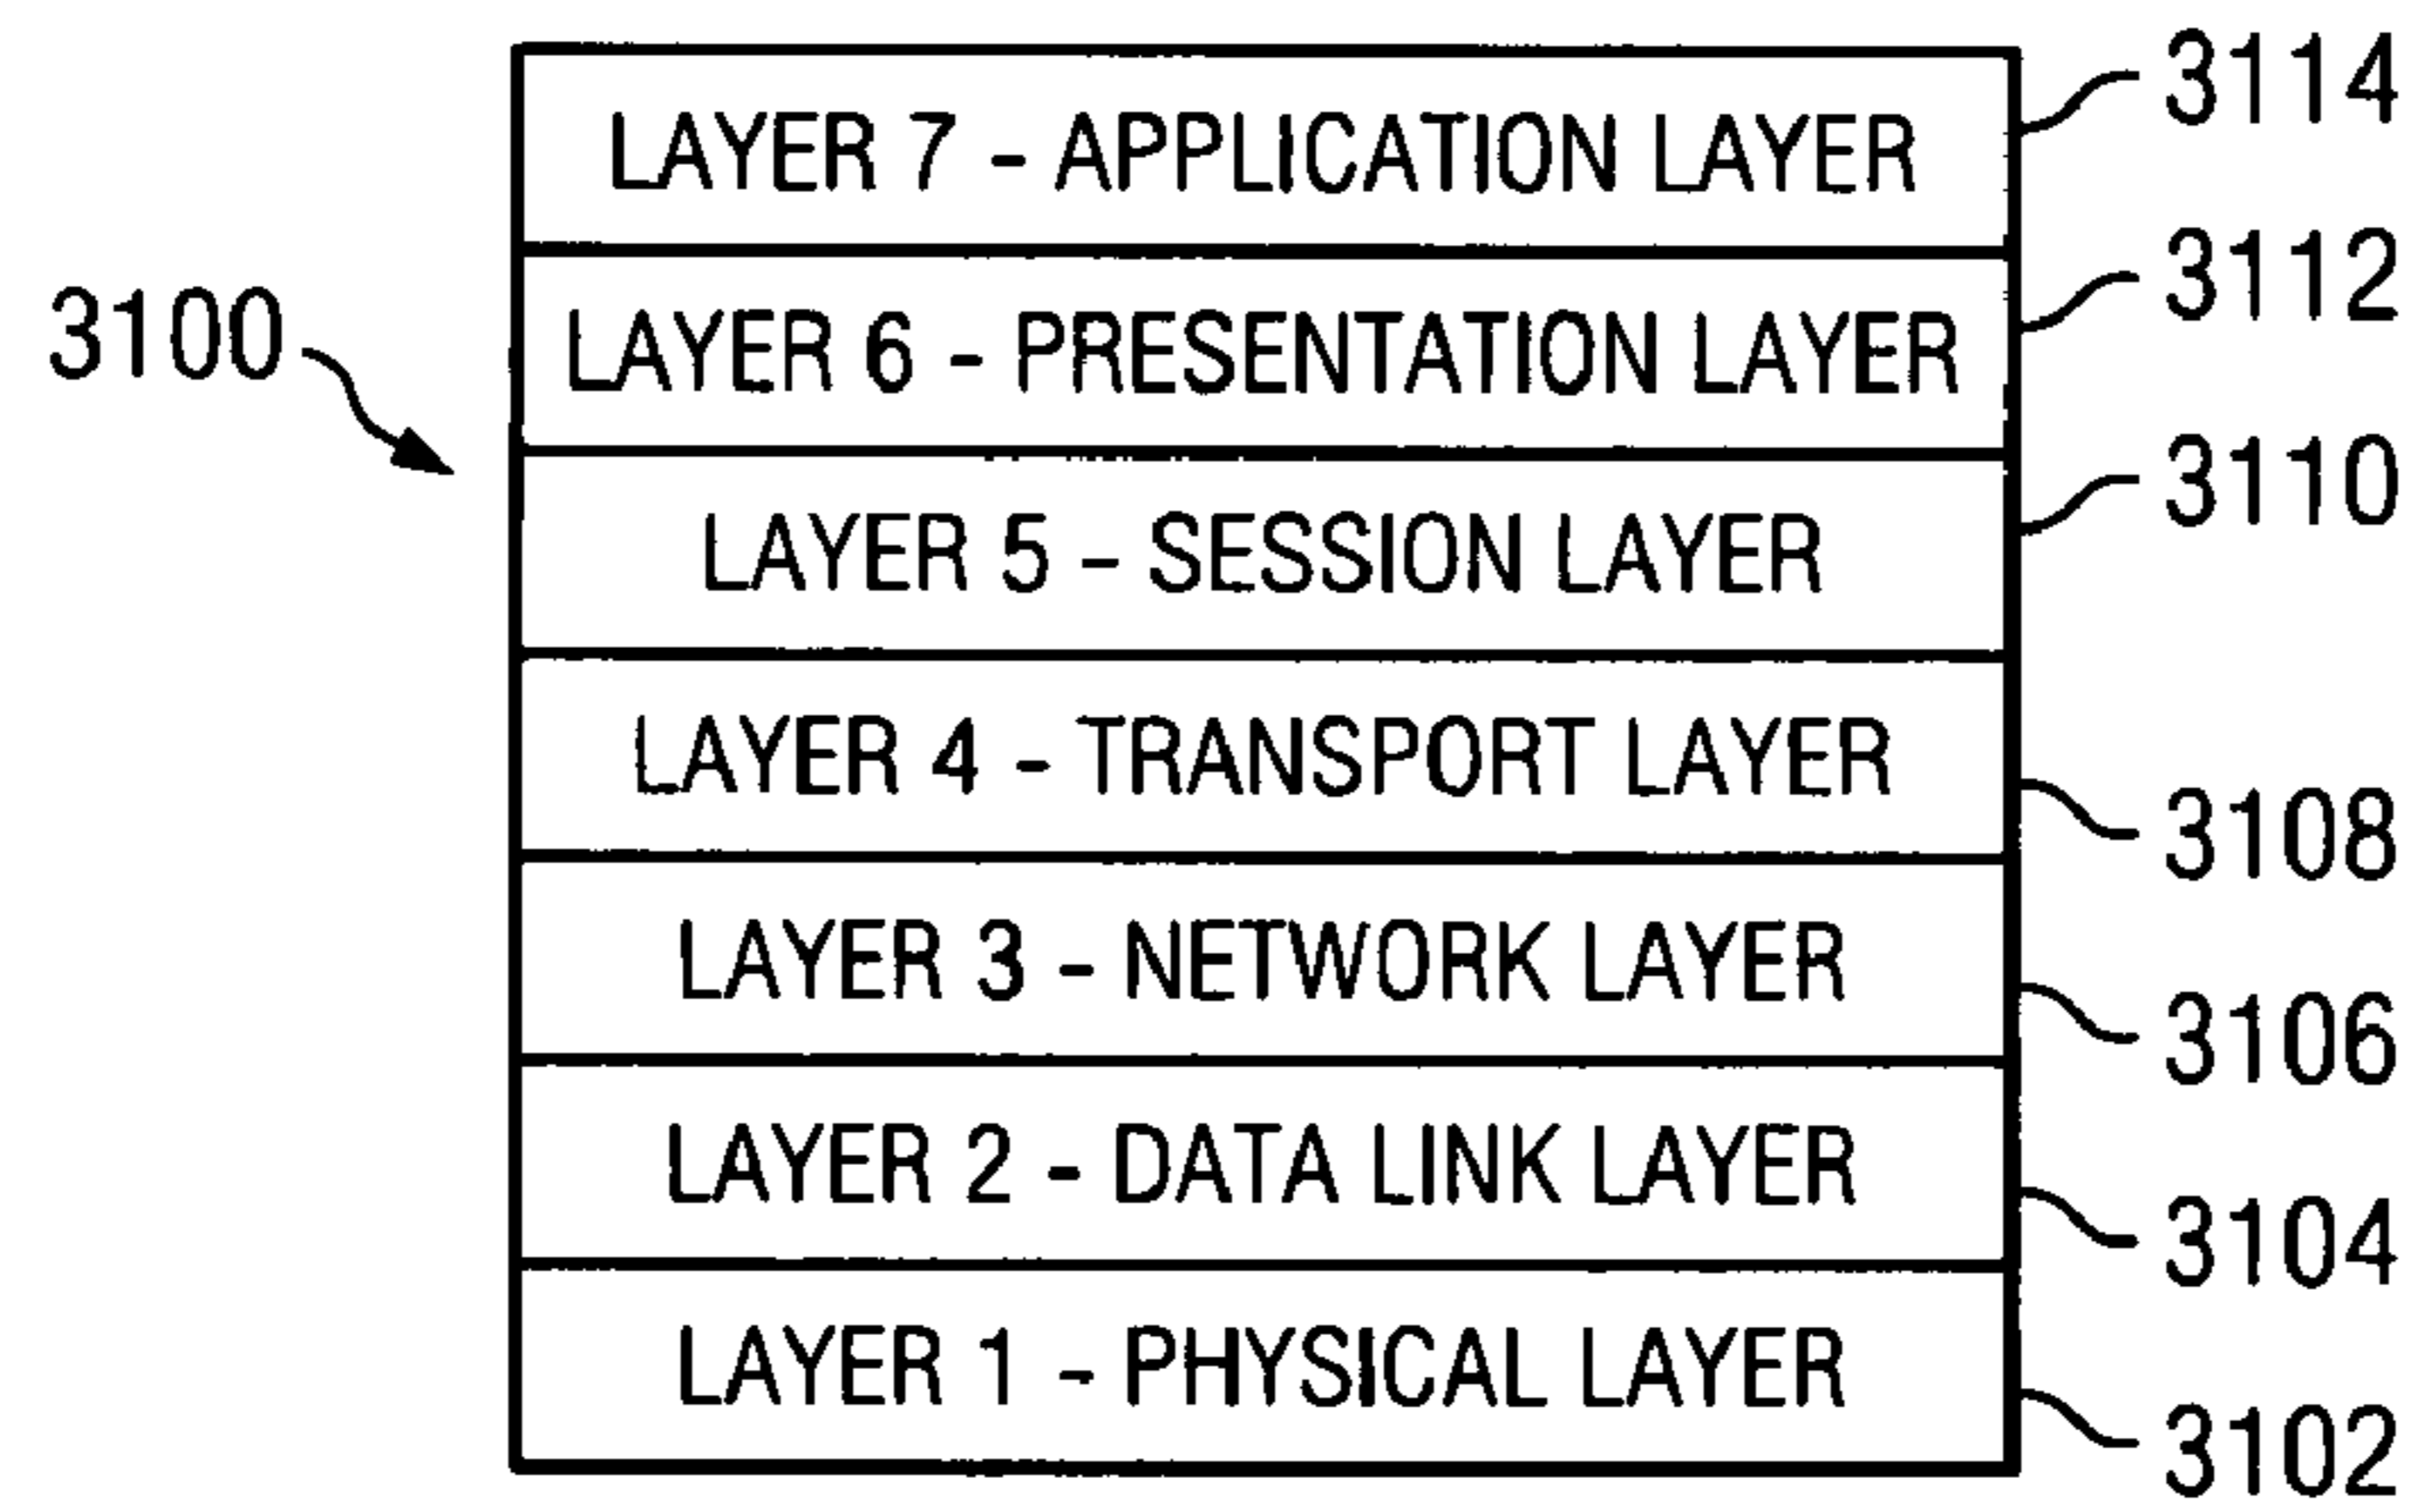 3114
LAYER 7 - APPLICATION LAYER
3112
LAYER 6 - PRESENTATION LAYER
3100
3110
LAYER 5 - SESSION LAYER
LAYER 4 - TRANSPORT LAYER
3108
LAYER 3 - NETWORK LAYER
3106
LAYER 2 - DATA LINK LAYER
3104
LAYER 1 - PHYSICAL LAYER
3102